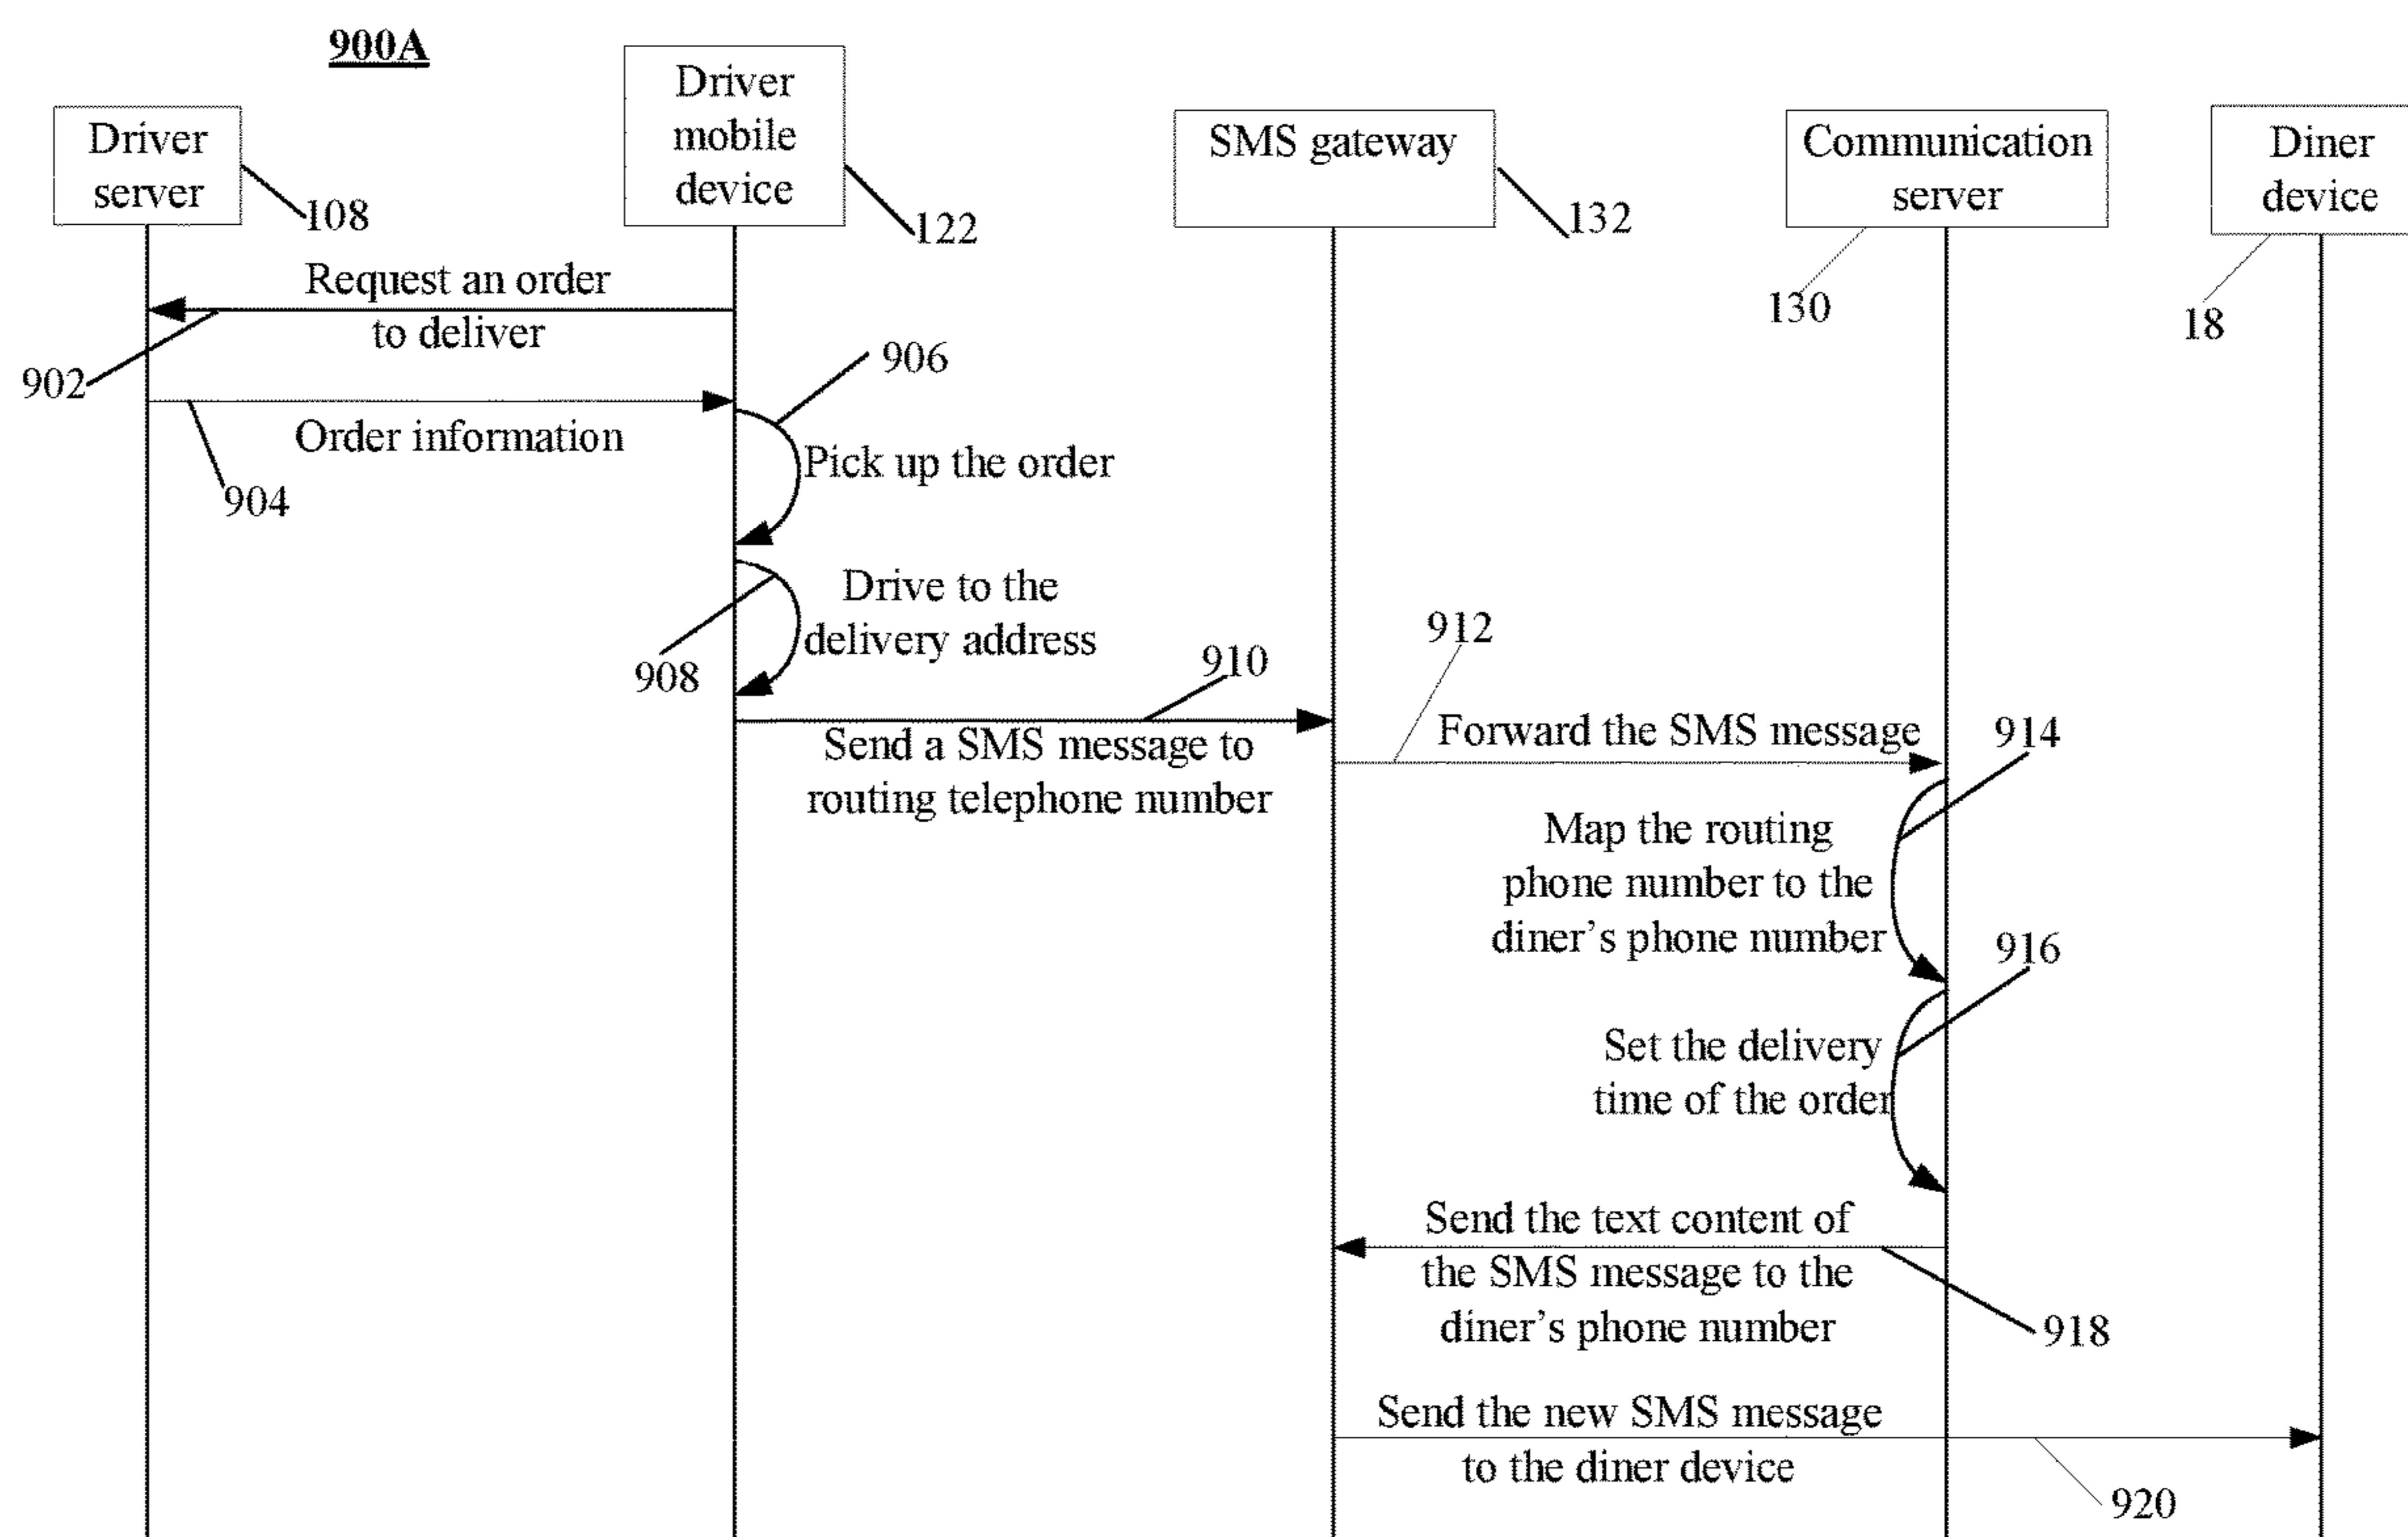 900A
Driver
server
108
Driver
mobile
device
122
SMS gateway
132
Communication
server
130
Diner
device
18
Request an order
to deliver
902
Order information
904
906
Pick up the order
Drive to the
delivery address
908
910
Send a SMS message to
routing telephone number
912
Forward the SMS message
914
Map the routing
phone number to the
diner's phone number
916
Set the delivery
time of the order
Send the text content of
the SMS message to the
diner's phone number
918
Send the new SMS message
to the diner device
920